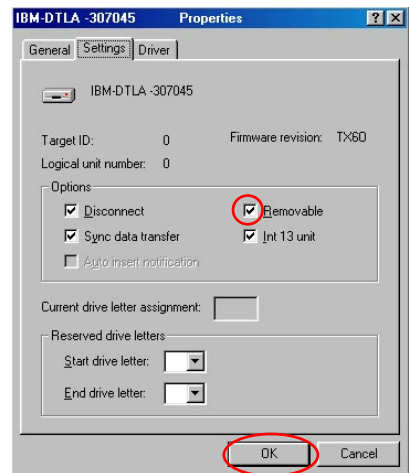 IBM-DTLA -307045 Properties
General Settings Driver
IBM-DTLA -307045
Target ID: 0 Firmware revision: TX60
Logical unit number: 0
Options
Disconnect Removable
Sync data transfer Int 13 unit
Auto insert notification
Current drive letter assignment:
Reserved drive letters
Start drive letter:
End drive letter:
OK Cancel